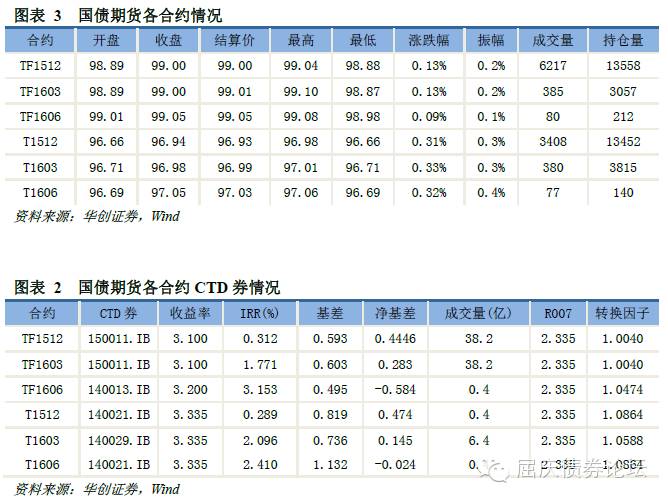 图表 3 国债期货各合约情况
合约 开盘 收盘 结算价 最高 最低 涨跌幅 振幅 成交量 持仓量
TF1512 98.89 99.00 99.00 99.04 98.88 0.13% 0.2% 6217 13558
TF1603 98.89 99.00 99.01 99.10 98.87 0.13% 0.2% 385 3057
TF1606 99.01 99.05 99.05 99.08 98.98 0.09% 0.1% 80 212
T1512 96.66 96.94 96.93 96.98 96.66 0.31% 0.3% 3408 13452
T1603 96.71 96.98 96.99 97.01 96.71 0.33% 0.3% 380 3815
T1606 96.69 97.05 97.03 97.06 96.69 0.32% 0.4% 77 140
资料来源：华创证券，Wind
图表 2 国债期货各合约 CTD 券情况
合约 CTD 券 收益率 IRR(%) 基差 净基差 成交量(亿) R007 转换因子
TF1512 150011.IB 3.100 0.312 0.593 0.4446 38.2 2.335 1.0040
TF1603 150011.IB 3.100 1.771 0.603 0.283 38.2 2.335 1.0040
TF1606 140013.IB 3.200 3.153 0.495 -0.584 0.4 2.335 1.0474
T1512 140021.IB 3.335 0.289 0.819 0.474 0.4 2.335 1.0864
T1603 140029.IB 3.335 2.096 0.736 0.145 6.4 2.335 1.0588
T1606 140021.IB 3.335 2.410 1.132 -0.024 2.335 1.0864
屈庆债券论坛
资料来源：华创证券，Wind